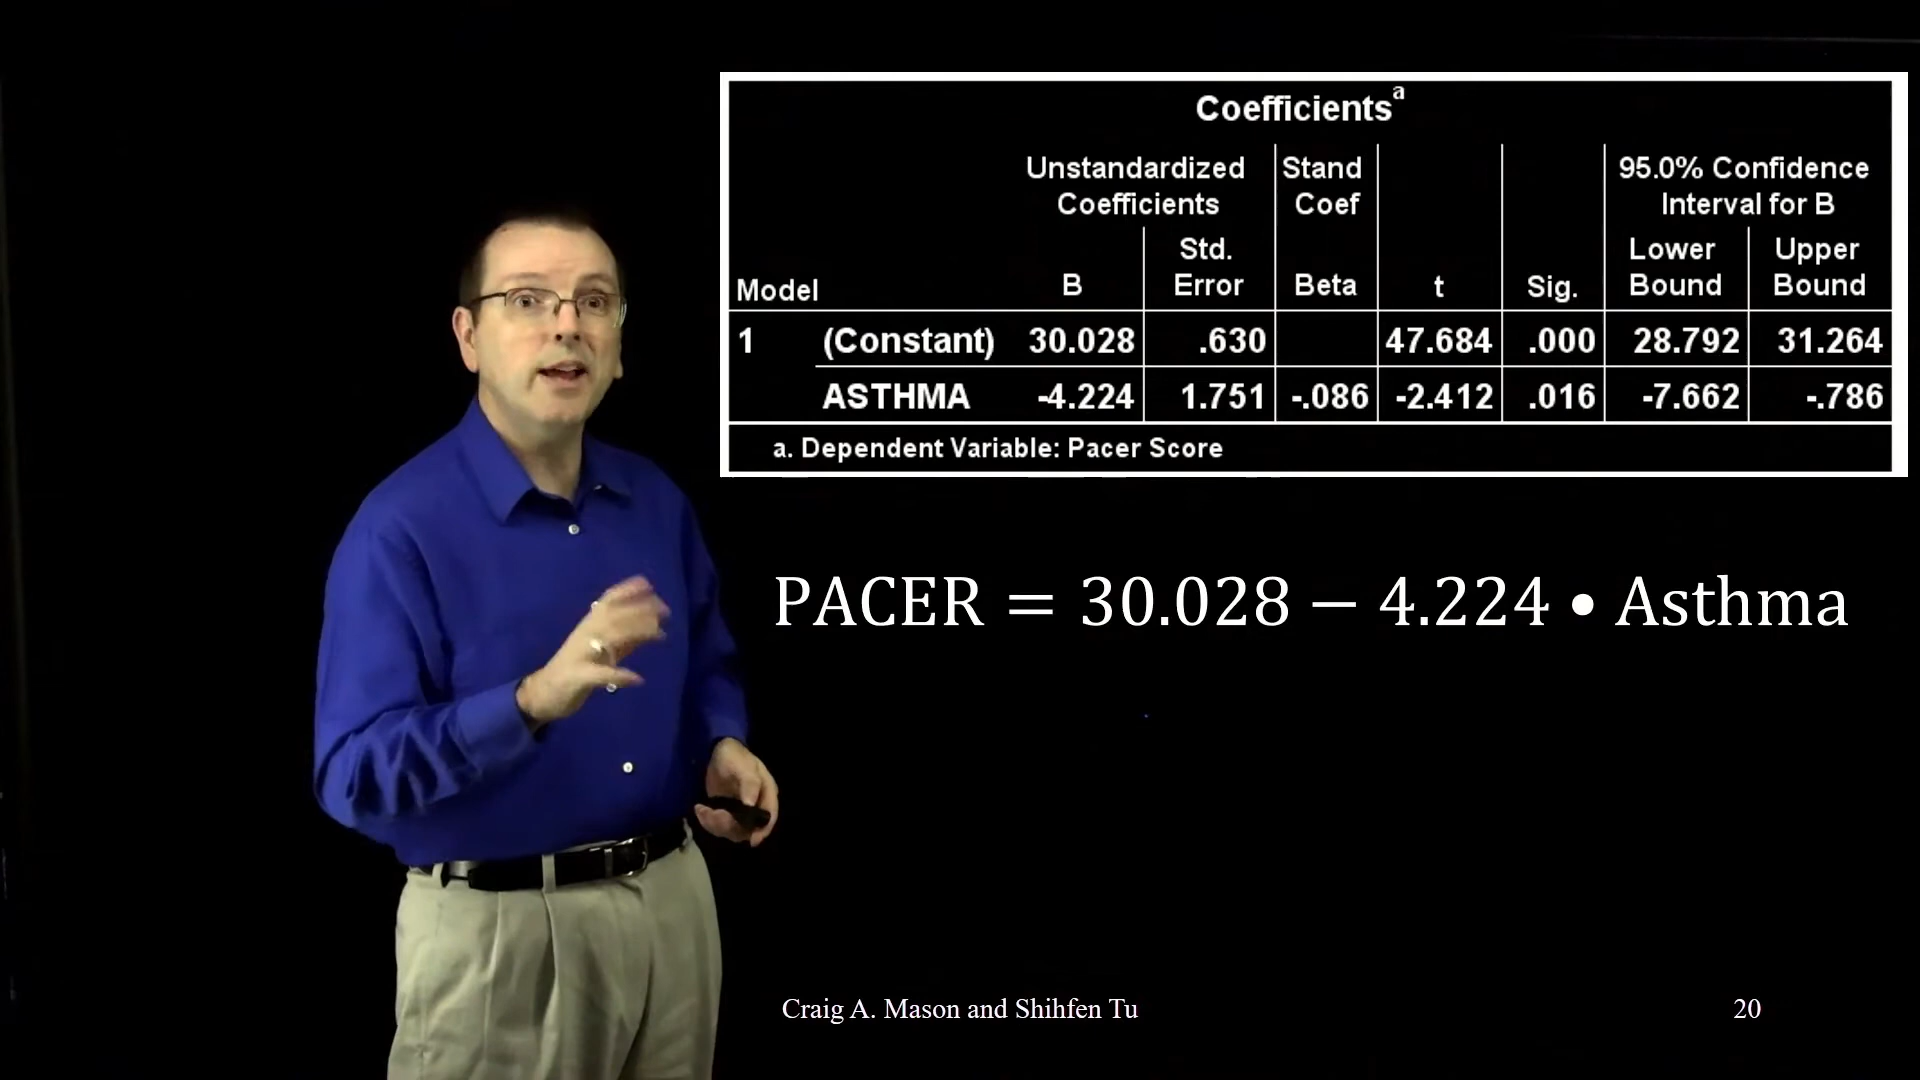 Coefficientsa
Unstandardized Coefficients
Stand Coef
95.0% Confidence Interval for B
Model
B
Std. Error
Beta
t
Sig.
Lower Bound
Upper Bound
1 (Constant) 30.028 .630 47.684 .000 28.792 31.264
ASTHMA -4.224 1.751 -.086 -2.412 .016 -7.662 -.786
a. Dependent Variable: Pacer Score
PACER = 30.028 − 4.224 • Asthma
Craig A. Mason and Shihfen Tu
20